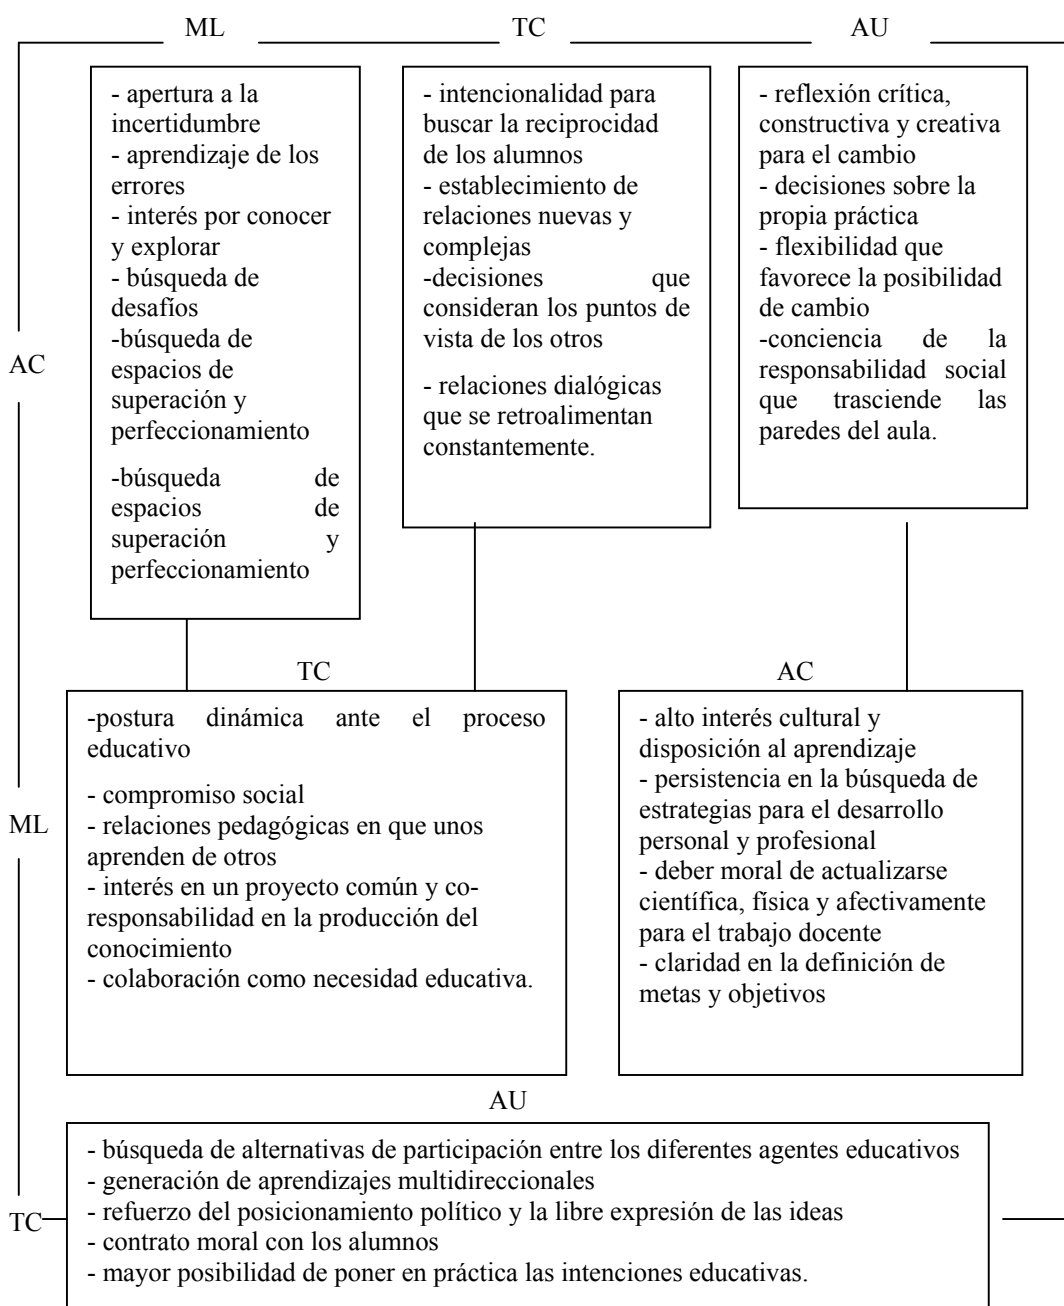 ML
TC
AU
- apertura a la
incertidumbre
- aprendizaje de los
errores
- interés por conocer
y explorar
- búsqueda de
desafíos
-búsqueda de
espacios de
superación y
perfeccionamiento
-búsqueda de
espacios de
superación y
perfeccionamiento
- intencionalidad para
buscar la reciprocidad
de los alumnos
- establecimiento de
relaciones nuevas y
complejas
-decisiones que
consideran los puntos de
vista de los otros
- relaciones dialógicas
que se retroalimentan
constantemente.
- reflexión crítica,
constructiva y creativa
para el cambio
- decisiones sobre la
propia práctica
- flexibilidad que
favorece la posibilidad
de cambio
-conciencia de la
responsabilidad social
que trasciende las
paredes del aula.
AC
TC
-postura dinámica ante el proceso
educativo
- compromiso social
- relaciones pedagógicas en que unos
aprenden de otros
- interés en un proyecto común y co-
responsabilidad en la producción del
conocimiento
- colaboración como necesidad educativa.
AC
- alto interés cultural y
disposición al aprendizaje
- persistencia en la búsqueda de
estrategias para el desarrollo
personal y profesional
- deber moral de actualizarse
científica, física y afectivamente
para el trabajo docente
- claridad en la definición de
metas y objetivos
ML
AU
- búsqueda de alternativas de participación entre los diferentes agentes educativos
- generación de aprendizajes multidireccionales
- refuerzo del posicionamiento político y la libre expresión de las ideas
- contrato moral con los alumnos
- mayor posibilidad de poner en práctica las intenciones educativas.
TC